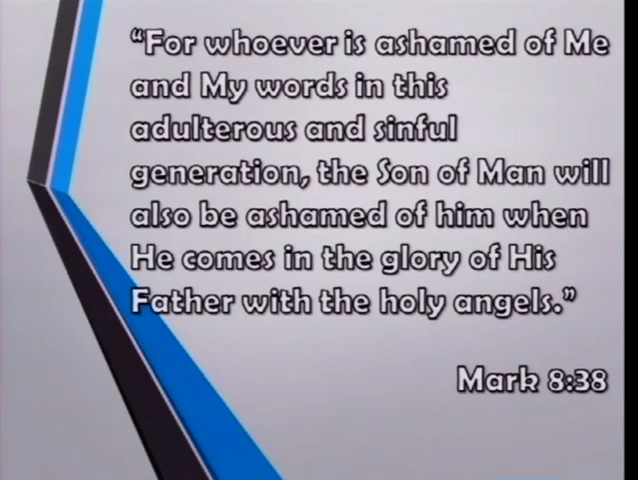 “For whoever is ashamed of Me
and My words in this
adulterous and sinful
generation, the Son of Man will
also be ashamed of him when
He comes in the glory of His
Father with the holy angels.”
Mark 8:38